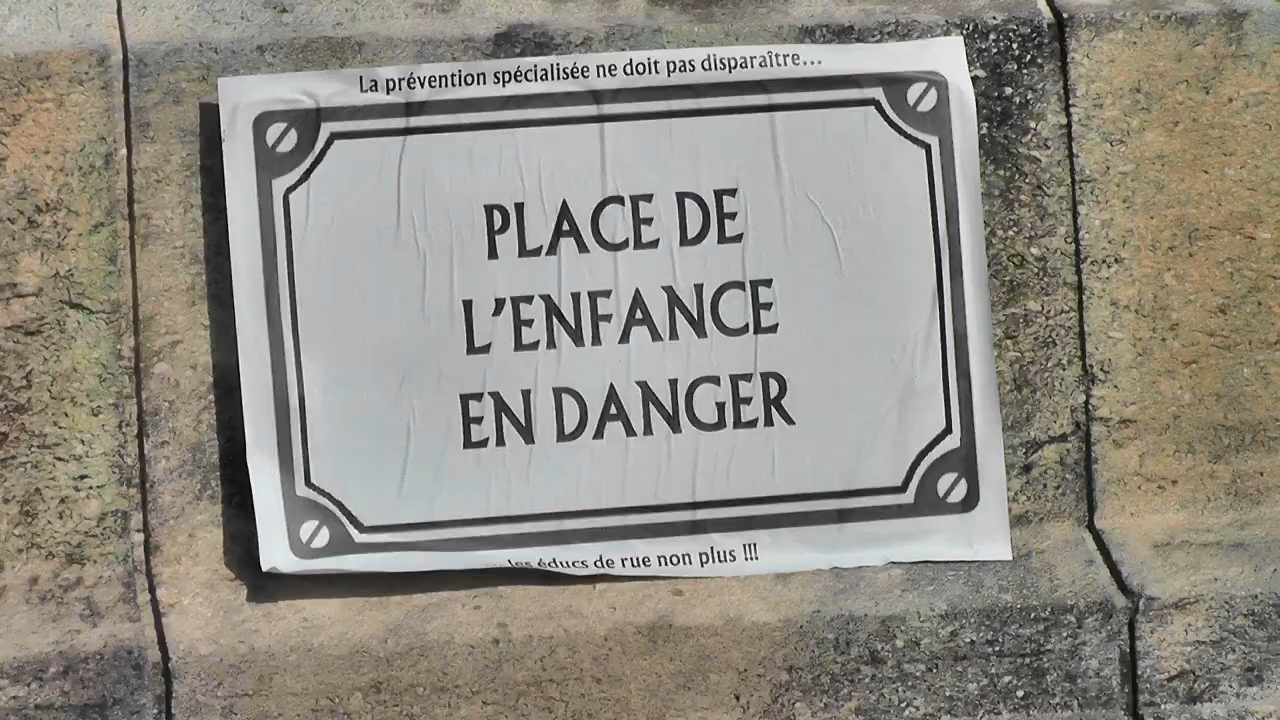 La prévention spécialisée ne doit pas disparaître...
PLACE DE
L'ENFANCE
EN DANGER
...les éducs de rue non plus !!!